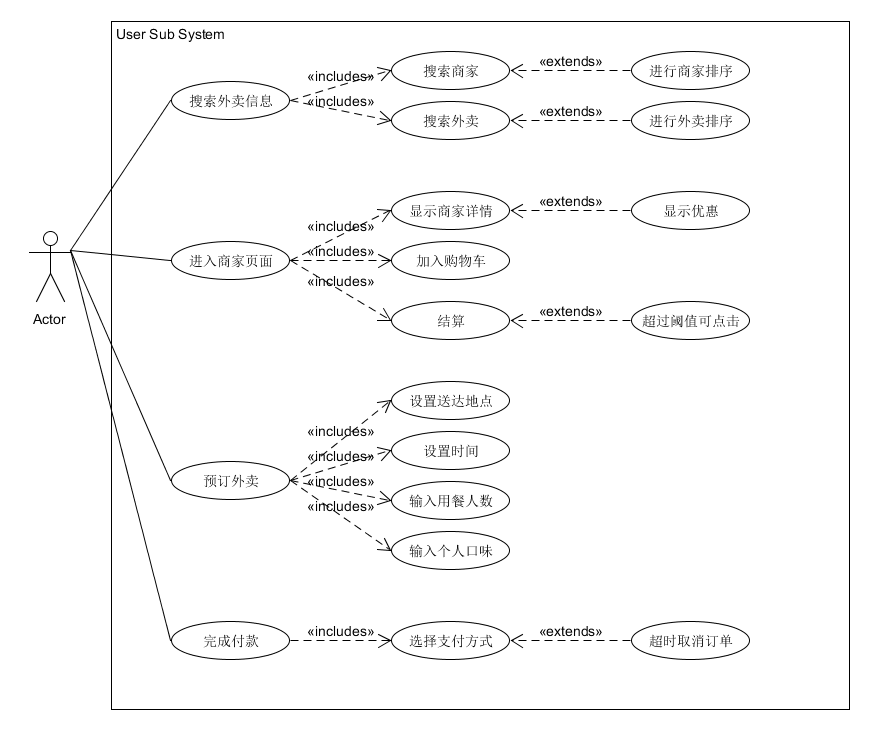 User Sub System
«includes»
搜索商家
«extends»
进行商家排序
搜索外卖信息
«includes»
搜索外卖
«extends»
进行外卖排序
«includes»
显示商家详情
«extends»
显示优惠
进入商家页面
«includes»
加入购物车
«includes»
结算
«extends»
超过阈值可点击
Actor
设置送达地点
«includes»
设置时间
«includes»
预订外卖
«includes»
输入用餐人数
«includes»
输入个人口味
完成付款
«includes»
选择支付方式
«extends»
超时取消订单